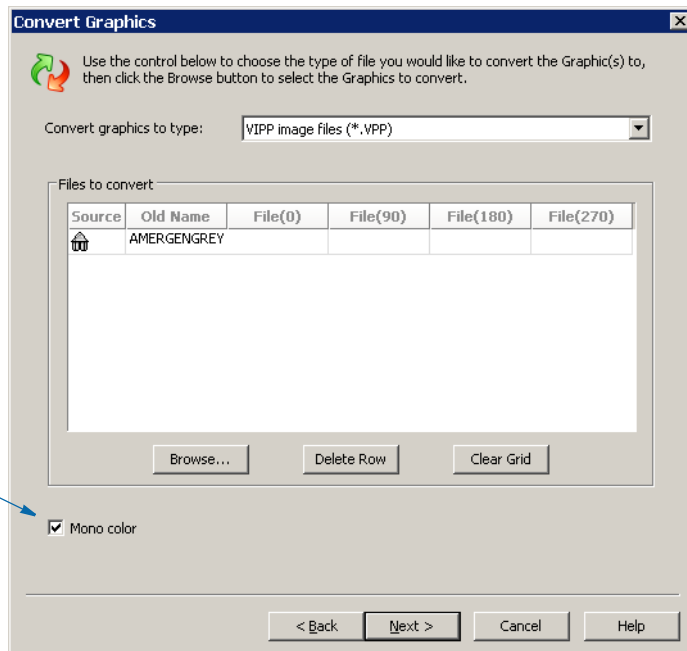 Convert Graphics
Use the control below to choose the type of file you would like to convert the Graphic(s) to,
then click the Browse button to select the Graphics to convert.
Convert graphics to type: VIPP image files (*.VPP)
Files to convert
Source Old Name File(0) File(90) File(180) File(270)
AMERGENGREY
Browse... Delete Row Clear Grid
Mono color
< Back Next > Cancel Help